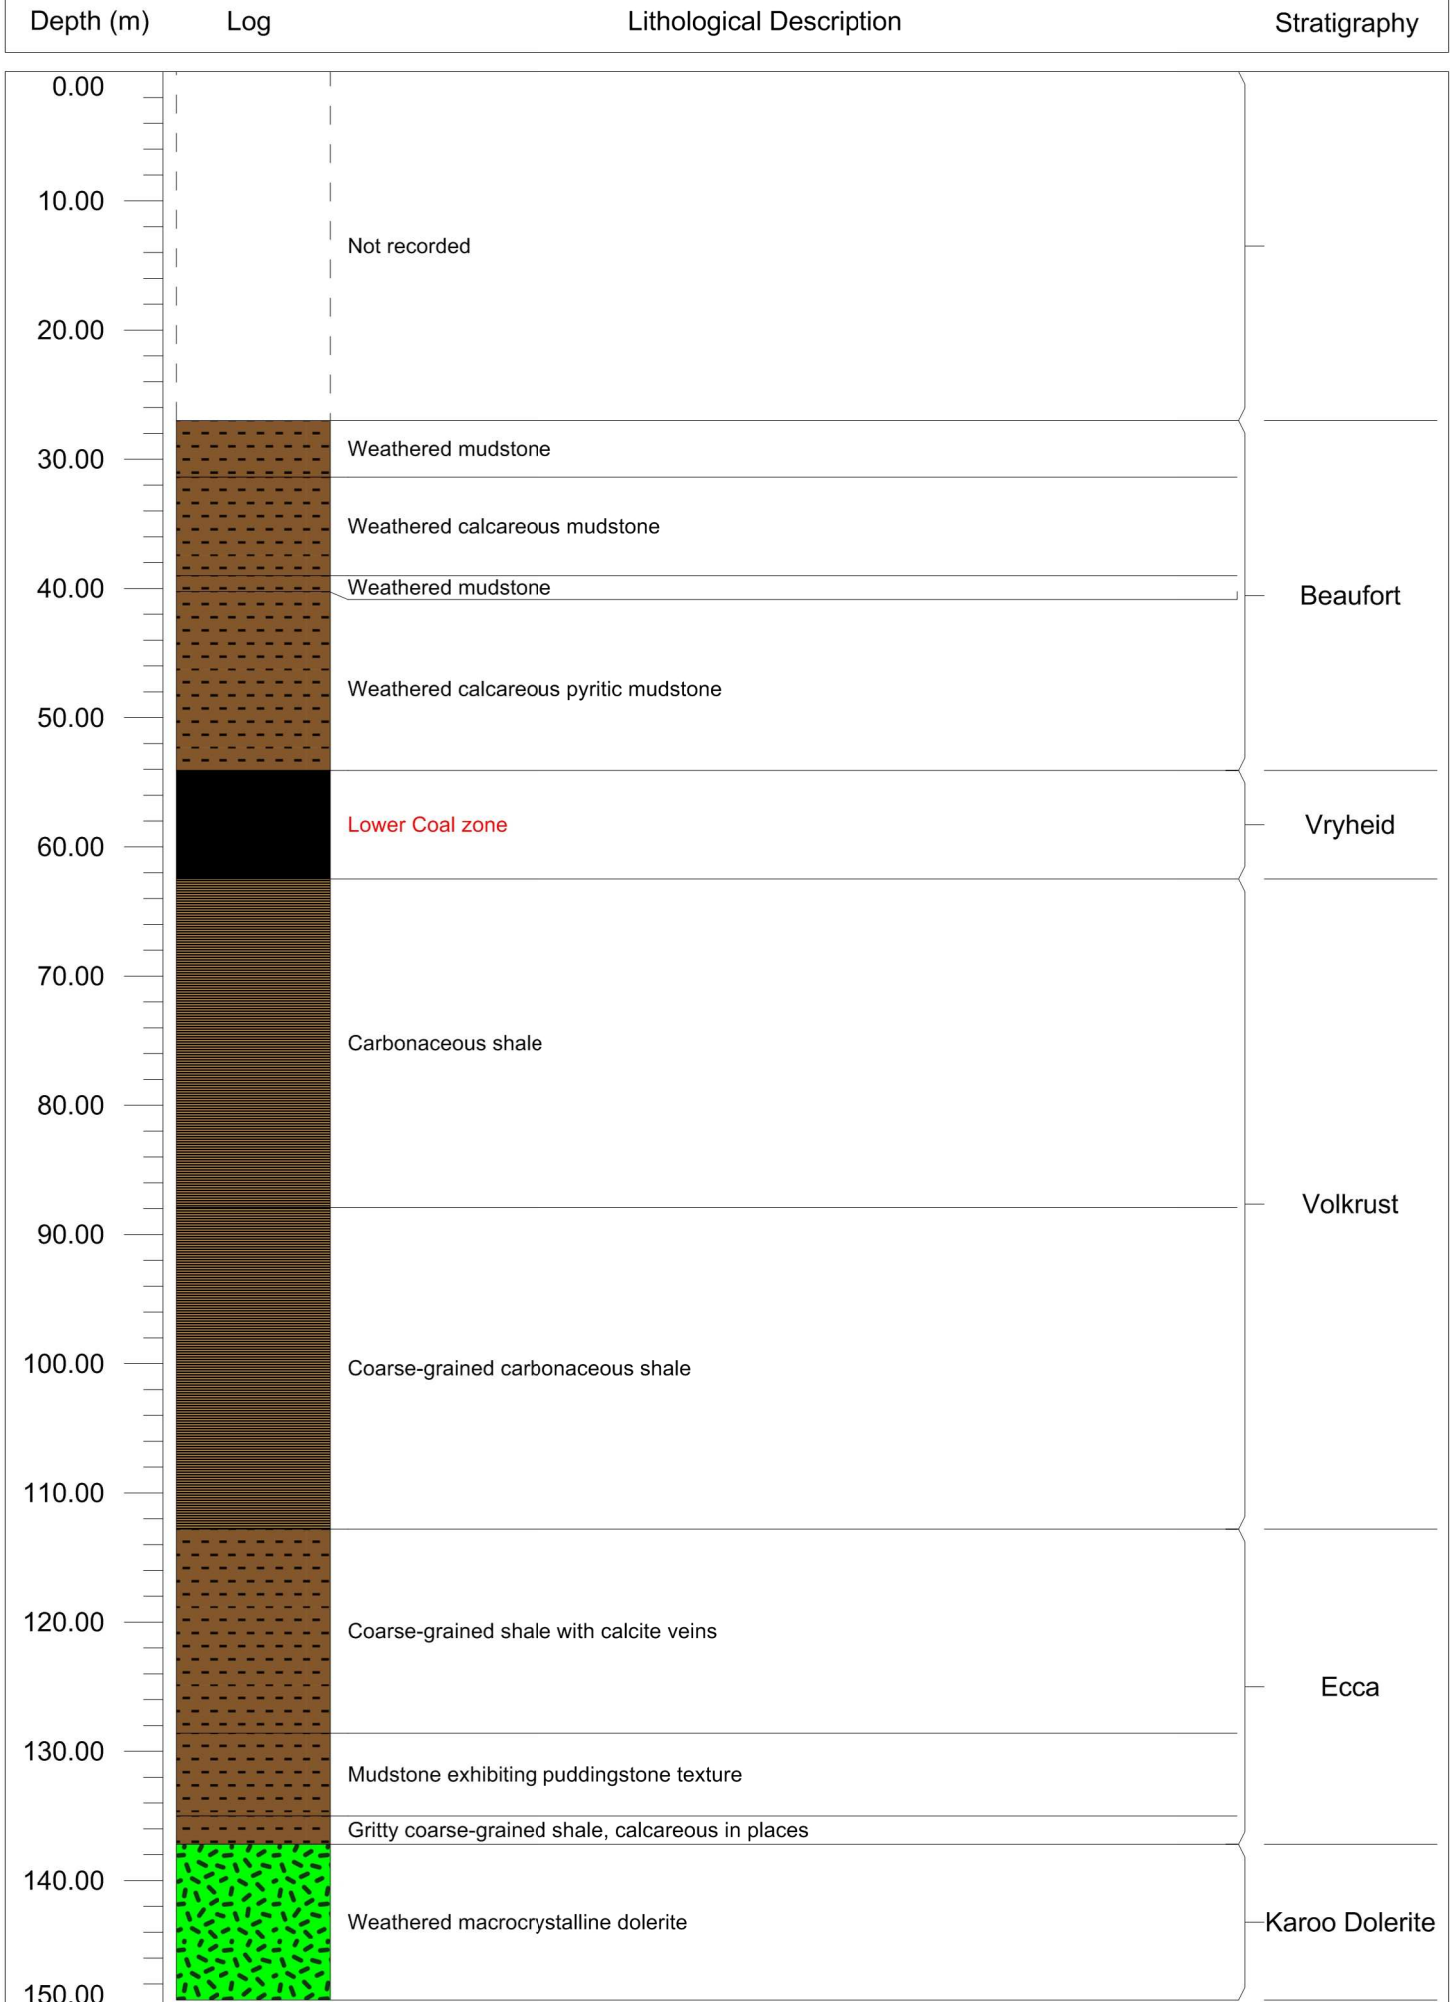 Depth (m) Log Lithological Description Stratigraphy
0.00
10.00
Not recorded
20.00
Weathered mudstone
30.00
Weathered calcareous mudstone
40.00 Weathered mudstone
Beaufort
Weathered calcareous pyritic mudstone
50.00
Lower Coal zone Vryheid
60.00
70.00
Carbonaceous shale
80.00
Volkrust
90.00
100.00 Coarse-grained carbonaceous shale
110.00
120.00 Coarse-grained shale with calcite veins
Ecca
130.00
Mudstone exhibiting puddingstone texture
Gritty coarse-grained shale, calcareous in places
140.00
Weathered macrocrystalline dolerite Karoo Dolerite
150.00